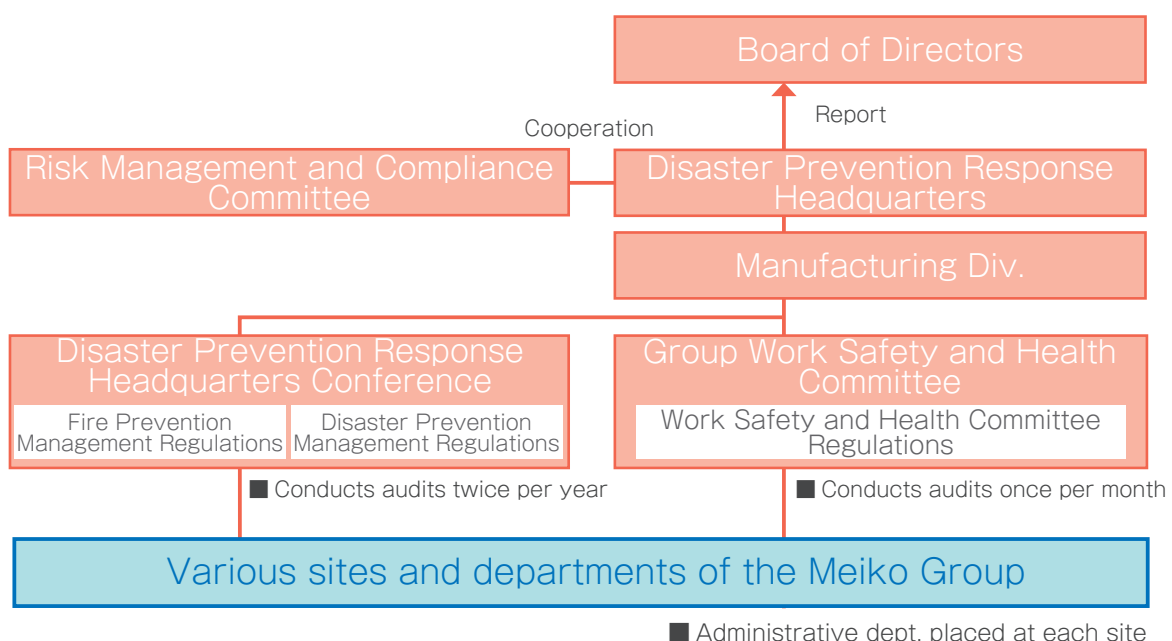 Board of Directors
Report
Cooperation
Risk Management and Compliance
Committee
Disaster Prevention Response
Headquarters
Manufacturing Div.
Disaster Prevention Response
Headquarters Conference
Fire Prevention
Management Regulations
Disaster Prevention
Management Regulations
Group Work Safety and Health
Committee
Work Safety and Health Committee
Regulations
■ Conducts audits twice per year
■ Conducts audits once per month
Various sites and departments of the Meiko Group
■ Administrative dept. placed at each site